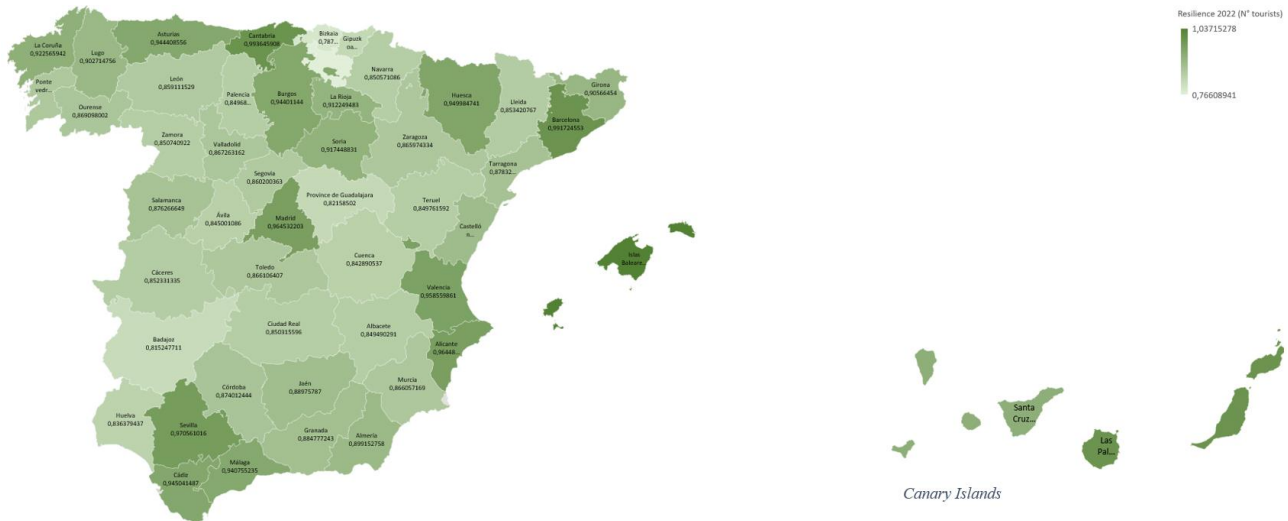 Resilience 2022 (N° tourists)
1,03715278
0,76608941
La Coruña
0,922565942
Lugo
0,902714756
Asturias
0,944408556
Cantabria
0,993645908
Bizkaia
0,787...
Gipuzk
oa...
Navarra
0,850571086
Ponte
vedr...
Ourense
0,869098002
León
0,859111529
Palencia
0,84968...
Burgos
0,94401144
La Rioja
0,912249483
Huesca
0,949984741
Lleida
0,853420767
Girona
0,90566454
Barcelona
0,991724553
Zamora
0,850740922
Valladolid
0,867263162
Soria
0,917448831
Zaragoza
0,865974334
Tarragona
0,87832...
Segovia
0,860200363
Salamanca
0,876266649
Ávila
0,845001086
Madrid
0,964532203
Province de Guadalajara
0,82158502
Teruel
0,849761592
Castelló
n...
Cáceres
0,852331335
Toledo
0,866106407
Cuenca
0,842890537
Valencia
0,958559861
Islas
Baleare...
Badajoz
0,815247711
Ciudad Real
0,850315596
Albacete
0,849490291
Alicante
0,96448...
Huelva
0,836379437
Sevilla
0,970561016
Córdoba
0,874012444
Jaén
0,88975787
Murcia
0,866057169
Granada
0,884777243
Almería
0,899152758
Málaga
0,940755235
Cádiz
0,945041487
Santa
Cruz...
Las
Pal...
Canary Islands